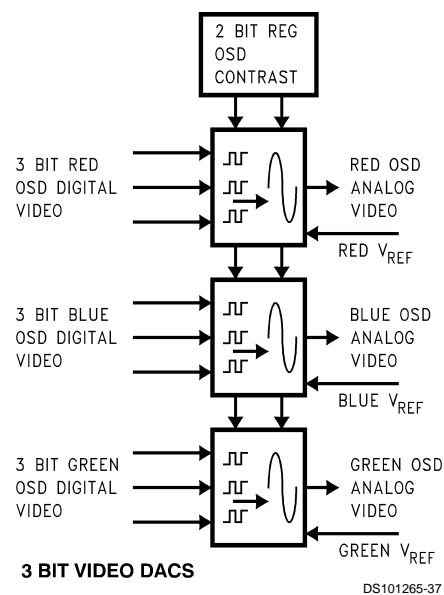 2 BIT REG
OSD
CONTRAST
3 BIT RED
OSD DIGITAL
VIDEO
RED OSD
ANALOG
VIDEO
RED VREF
3 BIT BLUE
OSD DIGITAL
VIDEO
BLUE OSD
ANALOG
VIDEO
BLUE VREF
3 BIT GREEN
OSD DIGITAL
VIDEO
GREEN OSD
ANALOG
VIDEO
GREEN VREF
3 BIT VIDEO DACS
DS101265-37